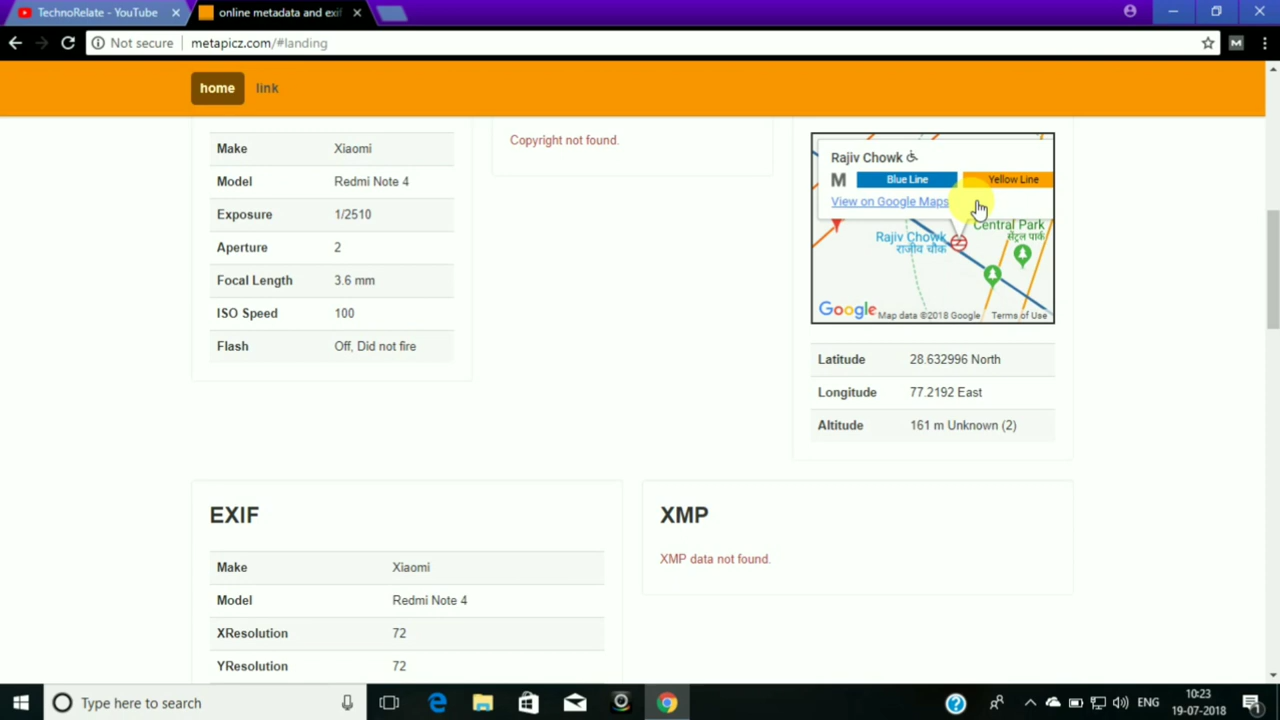 TechnoRelate - YouTube
online metadata and exif
Not secure
metapicz.com/#landing
home
link
Make Xiaomi
Model Redmi Note 4
Exposure 1/2510
Aperture 2
Focal Length 3.6 mm
ISO Speed 100
Flash Off, Did not fire
Copyright not found.
Rajiv Chowk
M Blue Line Yellow Line
View on Google Maps
Central Park
सेंट्रल पार्क
Rajiv Chowk
राजीव चौक
Google Map data ©2018 Google Terms of Use
Latitude 28.632996 North
Longitude 77.2192 East
Altitude 161 m Unknown (2)
EXIF
Make Xiaomi
Model Redmi Note 4
XResolution 72
YResolution 72
XMP
XMP data not found.
Type here to search
ENG
10:23
19-07-2018
1